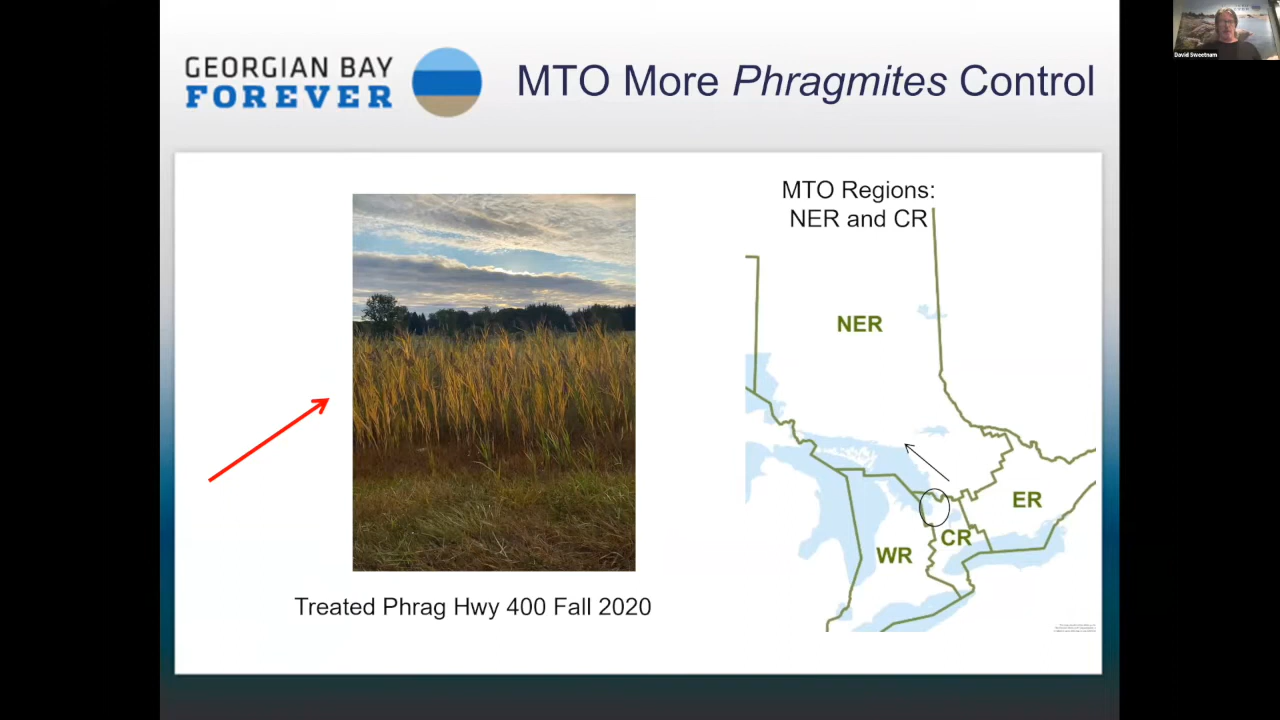 GEORGIAN BAY
FOREVER
MTO More Phragmites Control
David Sweetnam
MTO Regions:
NER and CR
NER
ER
CR
WR
Treated Phrag Hwy 400 Fall 2020